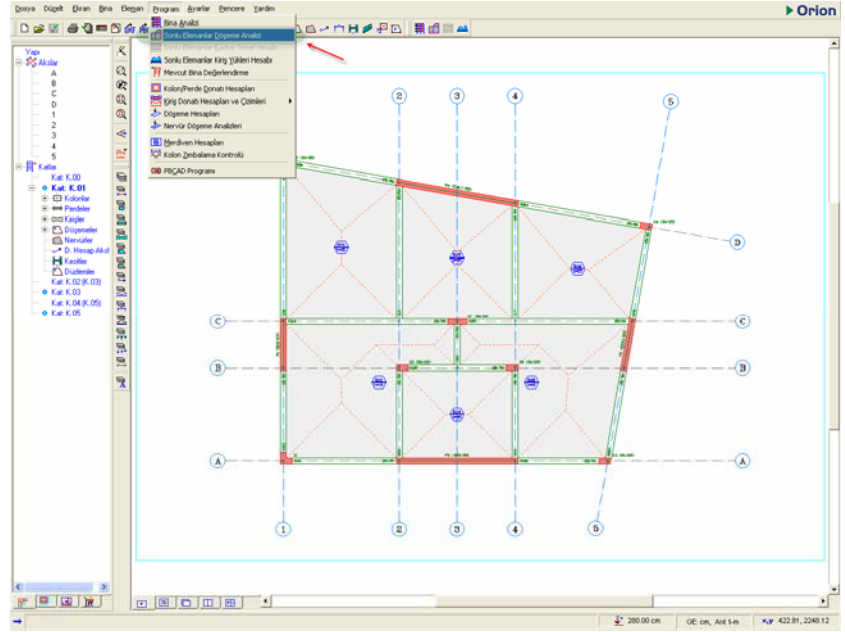 Dosya Düzelt Ekran Bina Eleman Program Ayarlar Pencere Yardım
Orion
Bina Analizi
Sonlu Elemanlar Döşeme Analizi
Sonlu Elemanlar Radye Temel Hesabı
Sonlu Elemanlar Kiriş Yükleri Hesabı
Mevcut Bina Değerlendirme
Kolon/Perde Donatı Hesapları
Kiriş Donatı Hesapları ve Çizimleri
Döşeme Hesapları
Nervür Döşeme Analizleri
Merdiven Hesapları
Kolon Zımbalama Kontrolü
PBCAD Programı
Yapı
Akslar
A
B
C
D
1
2
3
4
5
Katlar
Kat: K.00
Kat: K.01
Kolonlar
Perdeler
Kirişler
Döşemeler
Nervürler
D. Hesap Aksl
Kesitler
Düzlemler
Kat: K.02 (K.03)
Kat: K.03
Kat: K.04 (K.05)
Kat: K.05
2 3 4 5
D
C C
B B
A A
1 2 3 4 5
280.00 cm GE: cm, Ant: t-m x,y 422.81, 2248.12